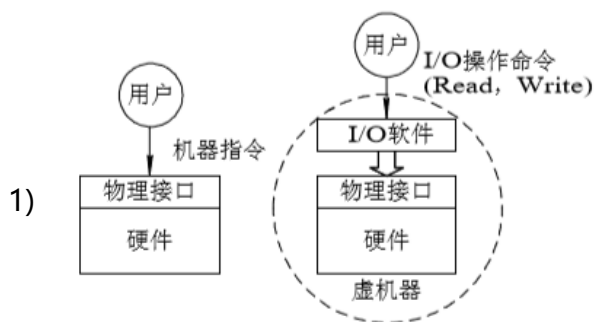 用户
I/O操作命令
(Read，Write)
用户
I/O软件
机器指令
1)
物理接口
物理接口
硬件
硬件
虚机器